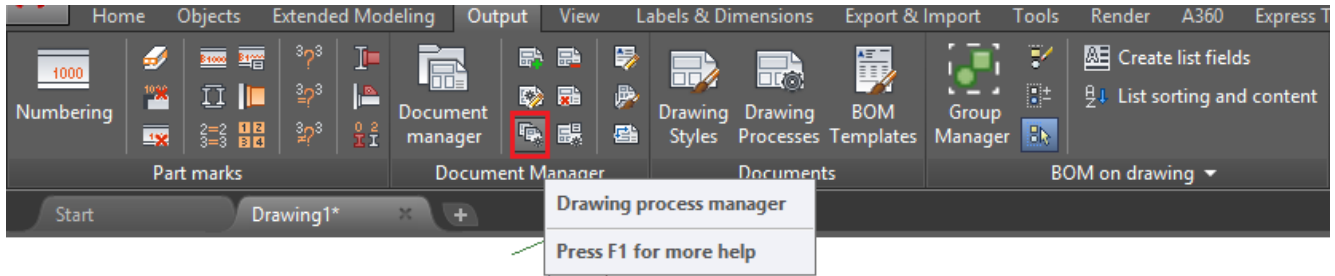 Home Objects Extended Modeling Output View Labels & Dimensions Export & Import Tools Render A360 Express T
1000
Numbering
Document
manager
Drawing
Styles
Drawing
Processes
BOM
Templates
Group
Manager
Create list fields
List sorting and content
Part marks
Document Manager
Documents
BOM on drawing
Start
Drawing1*
Drawing process manager
Press F1 for more help